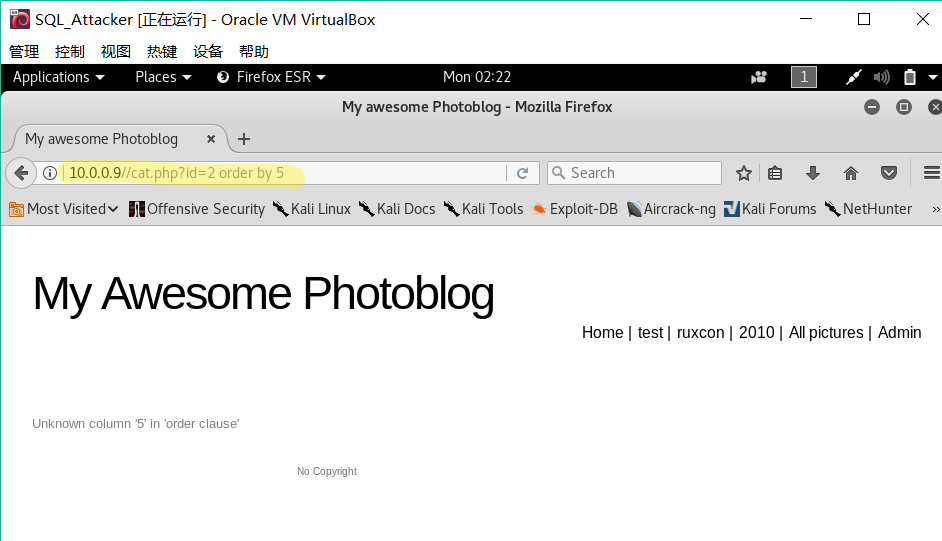 SQL_Attacker [正在运行] - Oracle VM VirtualBox
管理 控制 视图 热键 设备 帮助
Applications Places Firefox ESR Mon 02:22 1
My awesome Photoblog - Mozilla Firefox
My awesome Photoblog
10.0.0.9//cat.php?id=2 order by 5 Search
Most Visited Offensive Security Kali Linux Kali Docs Kali Tools Exploit-DB Aircrack-ng Kali Forums NetHunter »
My Awesome Photoblog
Home | test | ruxcon | 2010 | All pictures | Admin
Unknown column '5' in 'order clause'
No Copyright